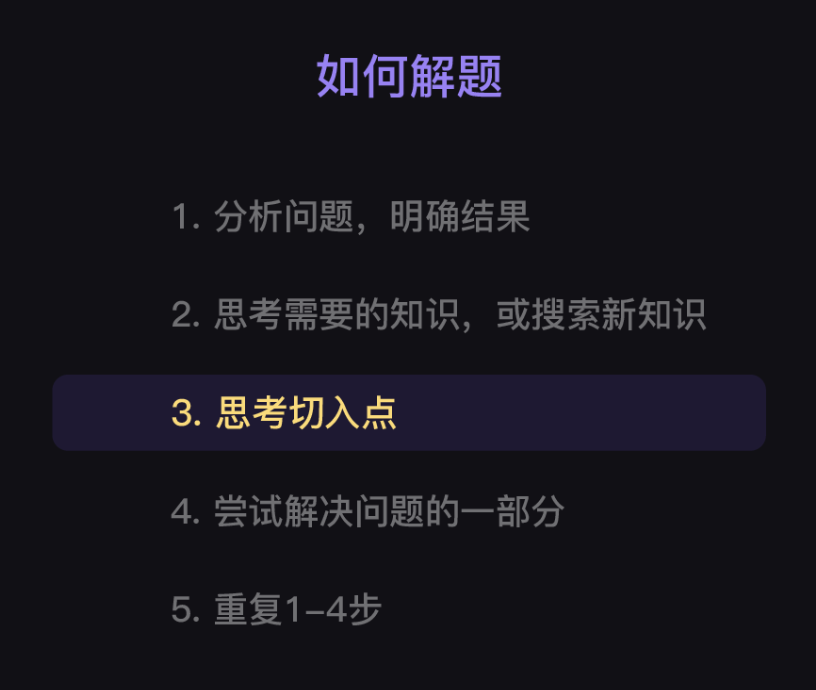 如何解题
1. 分析问题，明确结果
2. 思考需要的知识，或搜索新知识
3. 思考切入点
4. 尝试解决问题的一部分
5. 重复1-4步